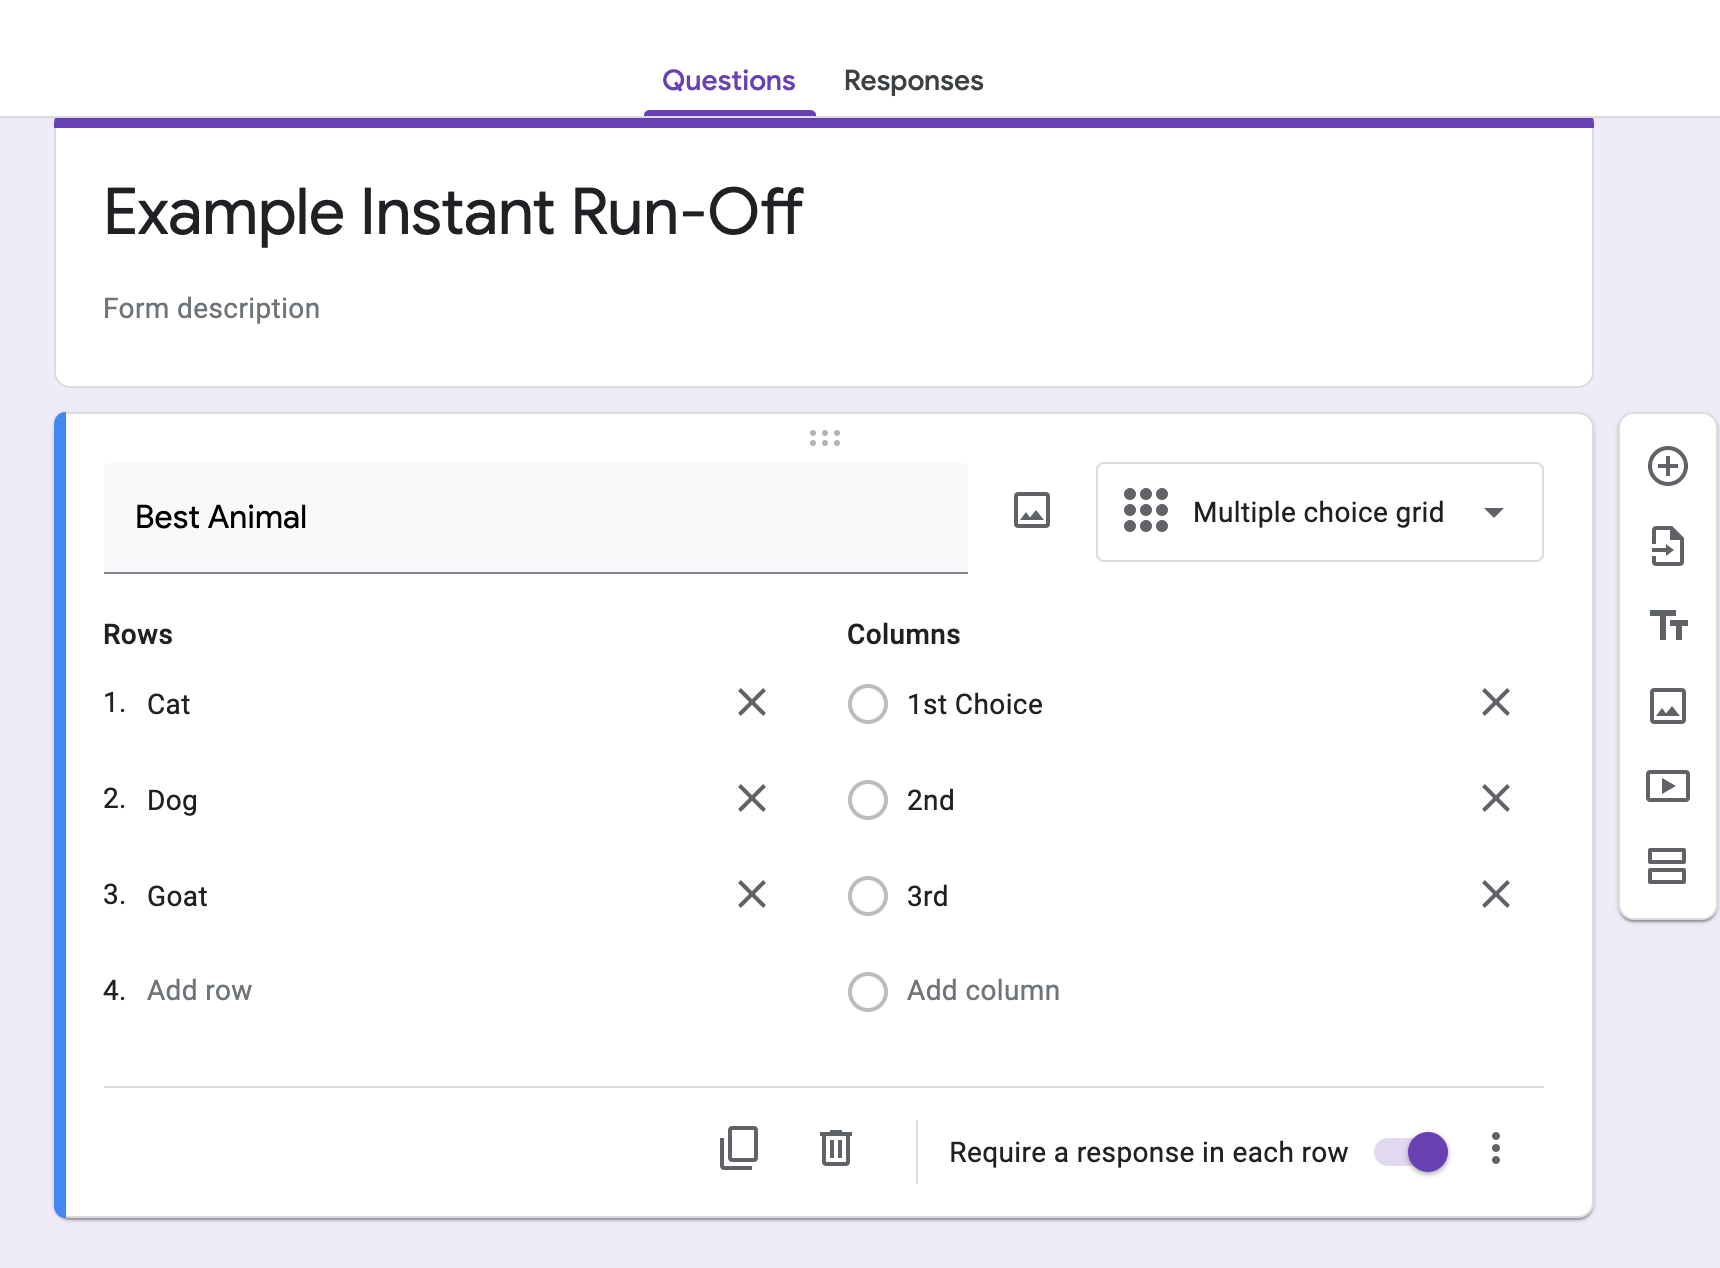 Questions Responses
Example Instant Run-Off
Form description
Best Animal
Multiple choice grid
Rows Columns
1. Cat 1st Choice
2. Dog 2nd
3. Goat 3rd
4. Add row Add column
Require a response in each row